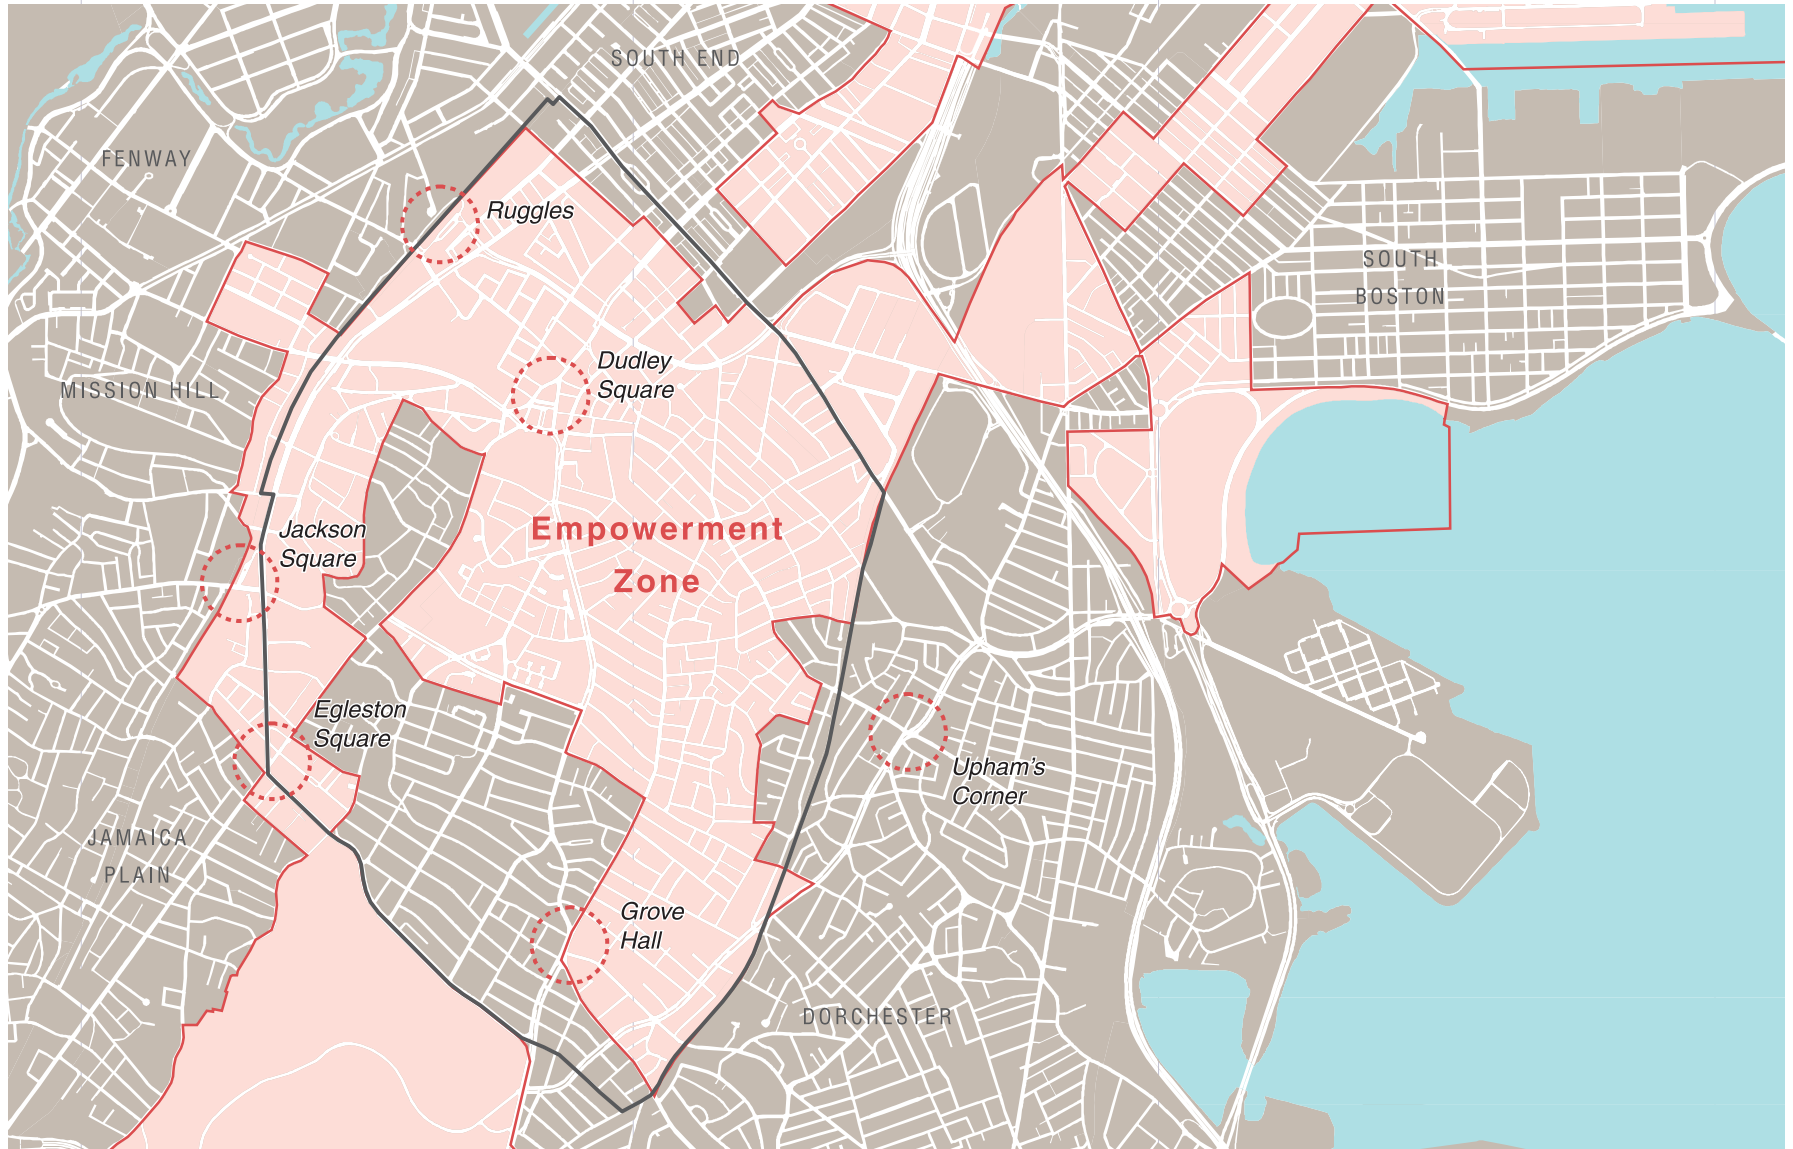 SOUTH END
FENWAY
Ruggles
SOUTH
BOSTON
Dudley
Square
MISSION HILL
Empowerment
Zone
Jackson
Square
Egleston
Square
Upham's
Corner
JAMAICA
PLAIN
Grove
Hall
DORCHESTER